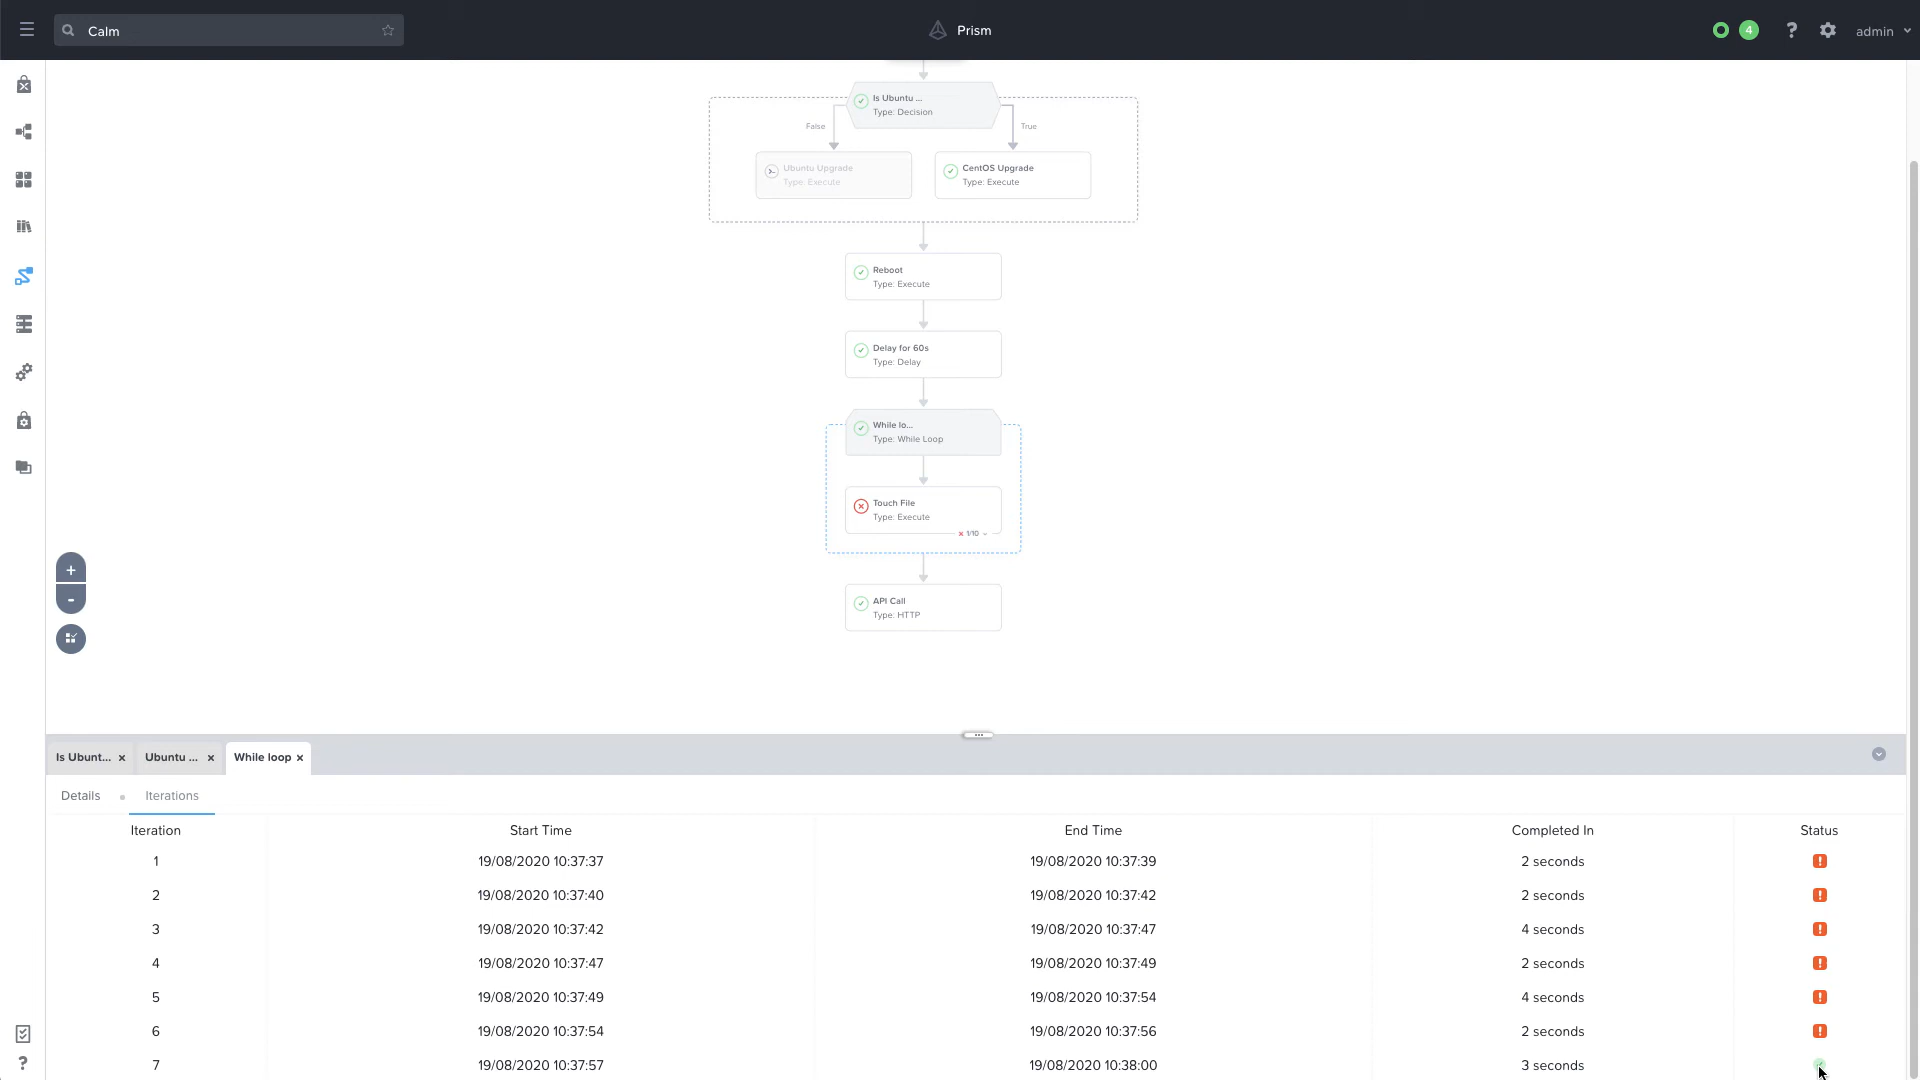 Calm
Prism
4
?
admin
Is Ubuntu ...
Type: Decision
False
True
Ubuntu Upgrade
Type: Execute
CentOS Upgrade
Type: Execute
Reboot
Type: Execute
Delay for 60s
Type: Delay
While lo...
Type: While Loop
Touch File
Type: Execute
1/10
API Call
Type: HTTP
+
-
Is Ubunt... ×
Ubuntu ... ×
While loop ×
Details
Iterations
Iteration Start Time End Time Completed In Status
1 19/08/2020 10:37:37 19/08/2020 10:37:39 2 seconds
2 19/08/2020 10:37:40 19/08/2020 10:37:42 2 seconds
3 19/08/2020 10:37:42 19/08/2020 10:37:47 4 seconds
4 19/08/2020 10:37:47 19/08/2020 10:37:49 2 seconds
5 19/08/2020 10:37:49 19/08/2020 10:37:54 4 seconds
6 19/08/2020 10:37:54 19/08/2020 10:37:56 2 seconds
7 19/08/2020 10:37:57 19/08/2020 10:38:00 3 seconds
?